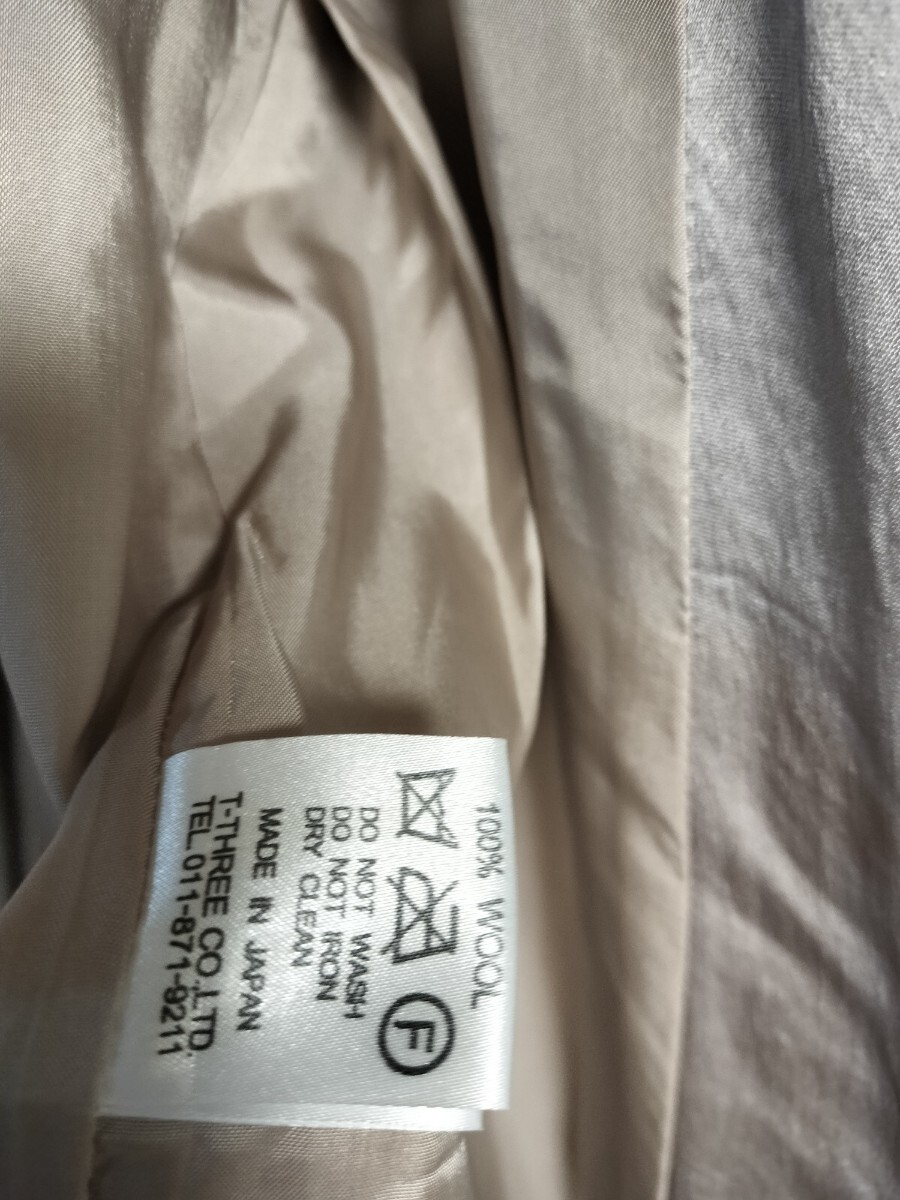 100% WOOL
F
DO NOT WASH
DO NOT IRON
DRY CLEAN
MADE IN JAPAN
T-THREE CO.,LTD.
TEL 011-871-9211